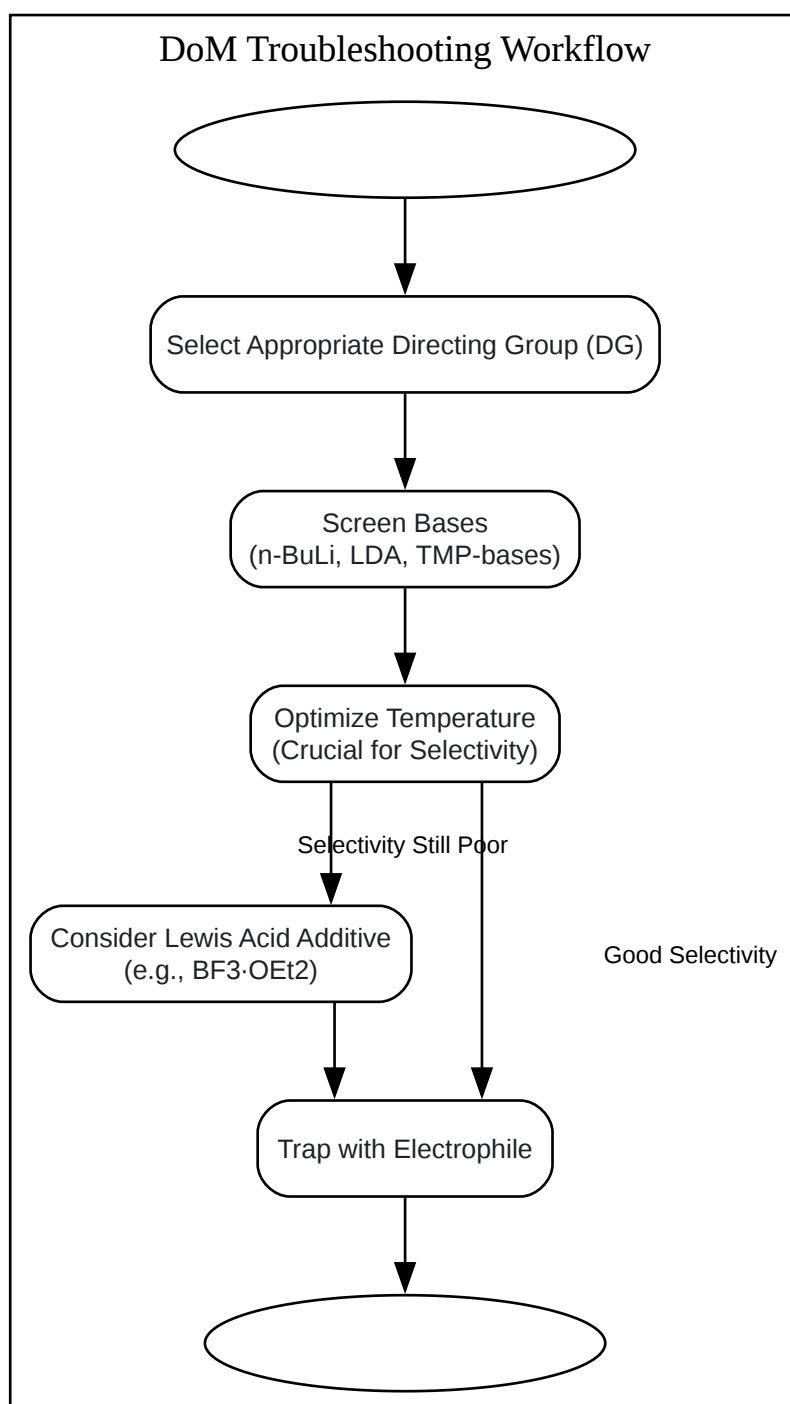 DoM Troubleshooting Workflow
Select Appropriate Directing Group (DG)
Screen Bases
(n-BuLi, LDA, TMP-bases)
Optimize Temperature
(Crucial for Selectivity)
Selectivity Still Poor
Consider Lewis Acid Additive
(e.g., BF3·OEt2)
Good Selectivity
Trap with Electrophile